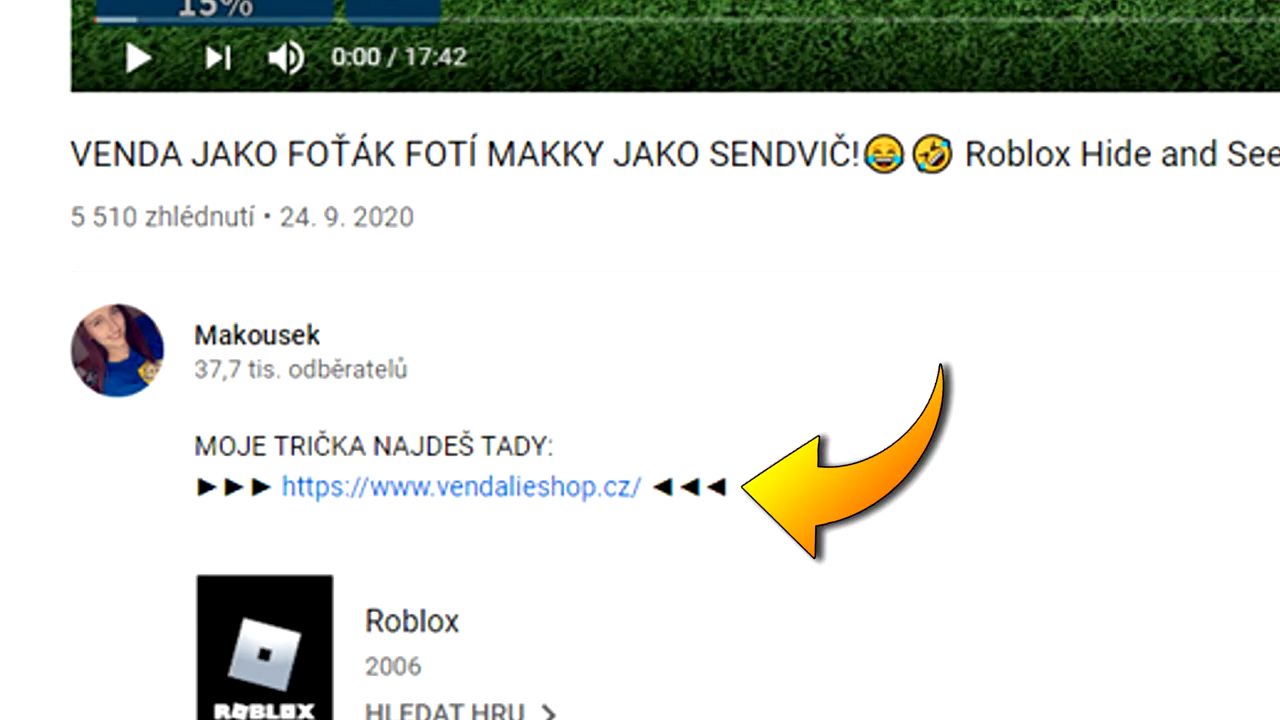 15%
0:00 / 17:42
VENDA JAKO FOŤÁK FOTÍ MAKKY JAKO SENDVIČ!😂🤣 Roblox Hide and See
5 510 zhlédnutí • 24. 9. 2020
Makousek
37,7 tis. odběratelů
MOJE TRIČKA NAJDEŠ TADY:
►►► https://www.vendalieshop.cz/ ◄◄◄
Roblox
2006
ROBLOX
HLEDAT HRU >